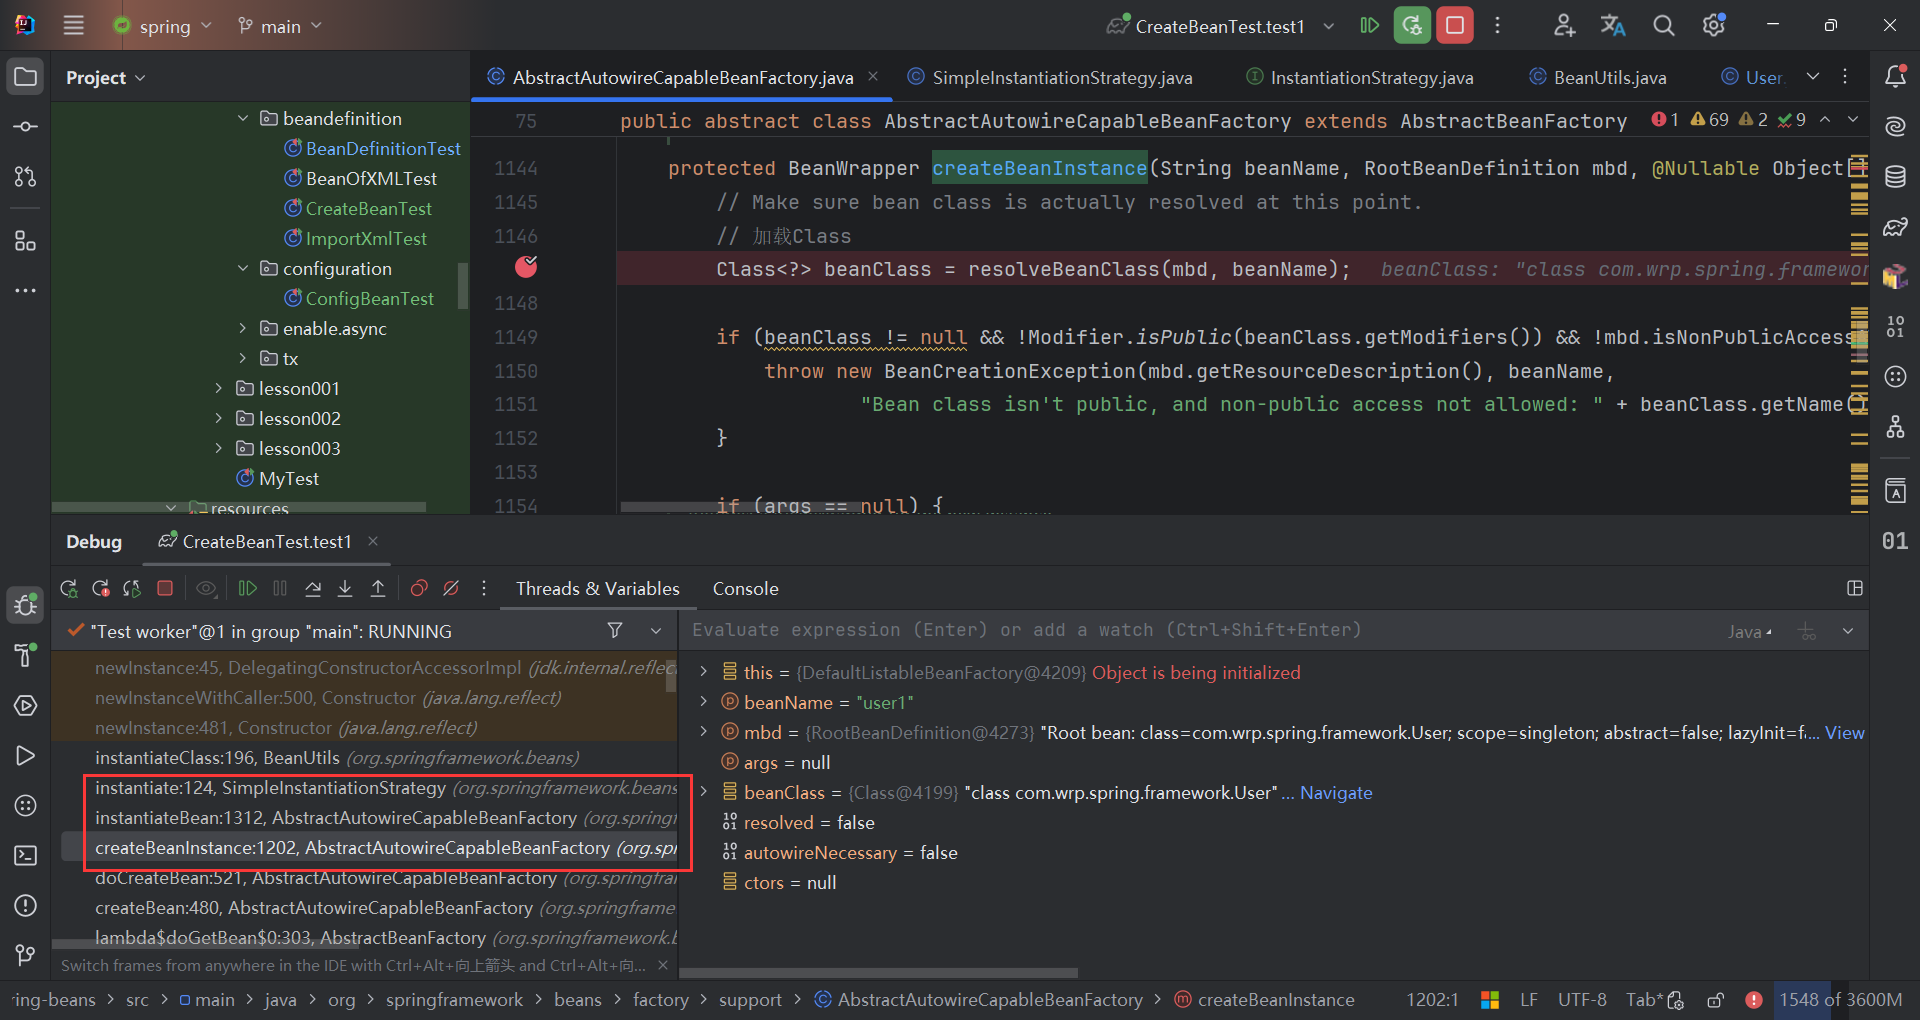 spring
main
CreateBeanTest.test1
Project
AbstractAutowireCapableBeanFactory.java
SimpleInstantiationStrategy.java
InstantiationStrategy.java
BeanUtils.java
User.
75 public abstract class AbstractAutowireCapableBeanFactory extends AbstractBeanFactory
1 69 2 9
beandefinition
BeanDefinitionTest
BeanOfXMLTest
CreateBeanTest
ImportXmlTest
configuration
ConfigBeanTest
enable.async
tx
lesson001
lesson002
lesson003
MyTest
resources
1144 protected BeanWrapper createBeanInstance(String beanName, RootBeanDefinition mbd, @Nullable Object[]
1145 // Make sure bean class is actually resolved at this point.
1146 // 加载Class
Class<?> beanClass = resolveBeanClass(mbd, beanName); beanClass: "class com.wrp.spring.framewor
1148
1149 if (beanClass != null && !Modifier.isPublic(beanClass.getModifiers()) && !mbd.isNonPublicAccess
1150 throw new BeanCreationException(mbd.getResourceDescription(), beanName,
1151 "Bean class isn't public, and non-public access not allowed: " + beanClass.getName()
1152 }
1153
1154 if (args == null) {
Debug
CreateBeanTest.test1
Threads & Variables
Console
"Test worker"@1 in group "main": RUNNING
Evaluate expression (Enter) or add a watch (Ctrl+Shift+Enter)
Java
newInstance:45, DelegatingConstructorAccessorImpl (jdk.internal.reflec
newInstanceWithCaller:500, Constructor (java.lang.reflect)
newInstance:481, Constructor (java.lang.reflect)
instantiateClass:196, BeanUtils (org.springframework.beans)
instantiate:124, SimpleInstantiationStrategy (org.springframework.beans
instantiateBean:1312, AbstractAutowireCapableBeanFactory (org.springf
createBeanInstance:1202, AbstractAutowireCapableBeanFactory (org.spr
doCreateBean:521, AbstractAutowireCapableBeanFactory (org.springfra
createBean:480, AbstractAutowireCapableBeanFactory (org.springframe
lambda$doGetBean$0:303, AbstractBeanFactory (org.springframework.b
Switch frames from anywhere in the IDE with Ctrl+Alt+向上箭头 and Ctrl+Alt+向...
this = {DefaultListableBeanFactory@4209} Object is being initialized
beanName = "user1"
mbd = {RootBeanDefinition@4273} "Root bean: class=com.wrp.spring.framework.User; scope=singleton; abstract=false; lazyInit=f... View
args = null
beanClass = {Class@4199} "class com.wrp.spring.framework.User" ... Navigate
resolved = false
autowireNecessary = false
ctors = null
ring-beans > src > main > java > org > springframework > beans > factory > support > AbstractAutowireCapableBeanFactory > createBeanInstance
1202:1 LF UTF-8 Tab* 1548 of 3600M